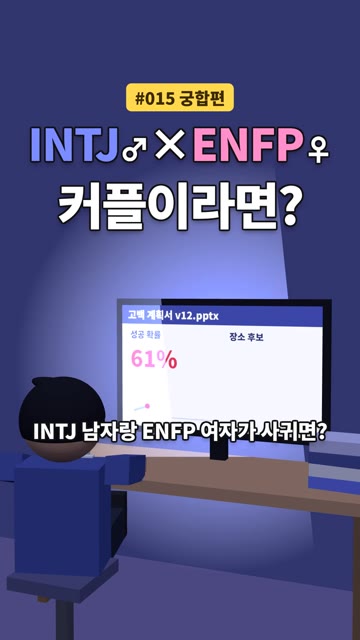 #015 궁합편
INTJ♂×ENFP♀
커플이라면?
고백 계획서 v12.pptx
성공 확률
장소 후보
61%
INTJ 남자랑 ENFP 여자가 사귀면?